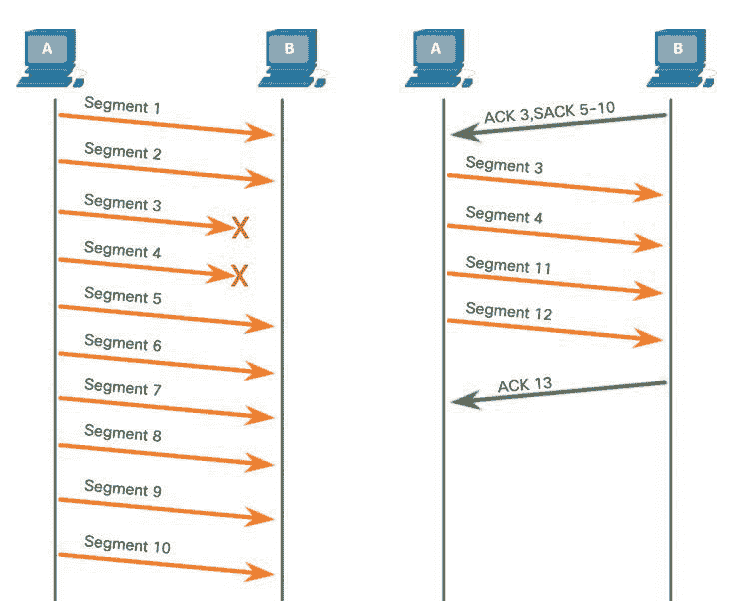 A
B
Segment 1
Segment 2
Segment 3
X
Segment 4
X
Segment 5
Segment 6
Segment 7
Segment 8
Segment 9
Segment 10
A
B
ACK 3,SACK 5-10
Segment 3
Segment 4
Segment 11
Segment 12
ACK 13